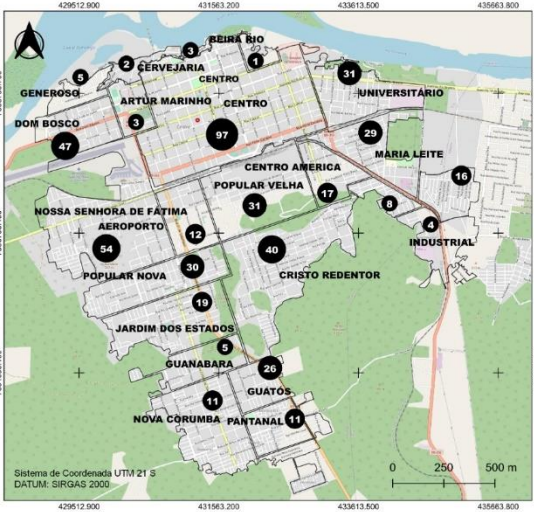 429512.900 431563.200 433613.500 435663.800
BEIRA RIO
3
2
CERVEJARIA
1
5
CENTRO
31
GENEROSO
ARTUR MARINHO
CENTRO
UNIVERSITÁRIO
DOM BOSCO
3
97
29
47
MARIA LEITE
CENTRO AMERICA
16
POPULAR VELHA
17
8
NOSSA SENHORA DE FÁTIMA
31
AEROPORTO
12
4
54
40
INDUSTRIAL
POPULAR NOVA
30
CRISTO REDENTOR
19
JARDIM DOS ESTADOS
5
GUANABARA
26
GUATÓS
11
NOVA CORUMBA
PANTANAL
11
Sistema de Coordenada UTM 21 S
DATUM: SIRGAS 2000
0 250 500 m
429512.900 431563.200 433613.500 435663.800